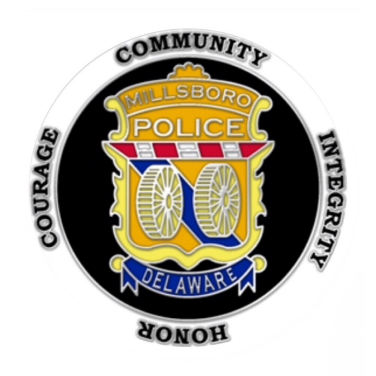 COMMUNITY
INTEGRITY
HONOR
COURAGE
MILLSBORO
POLICE
DELAWARE